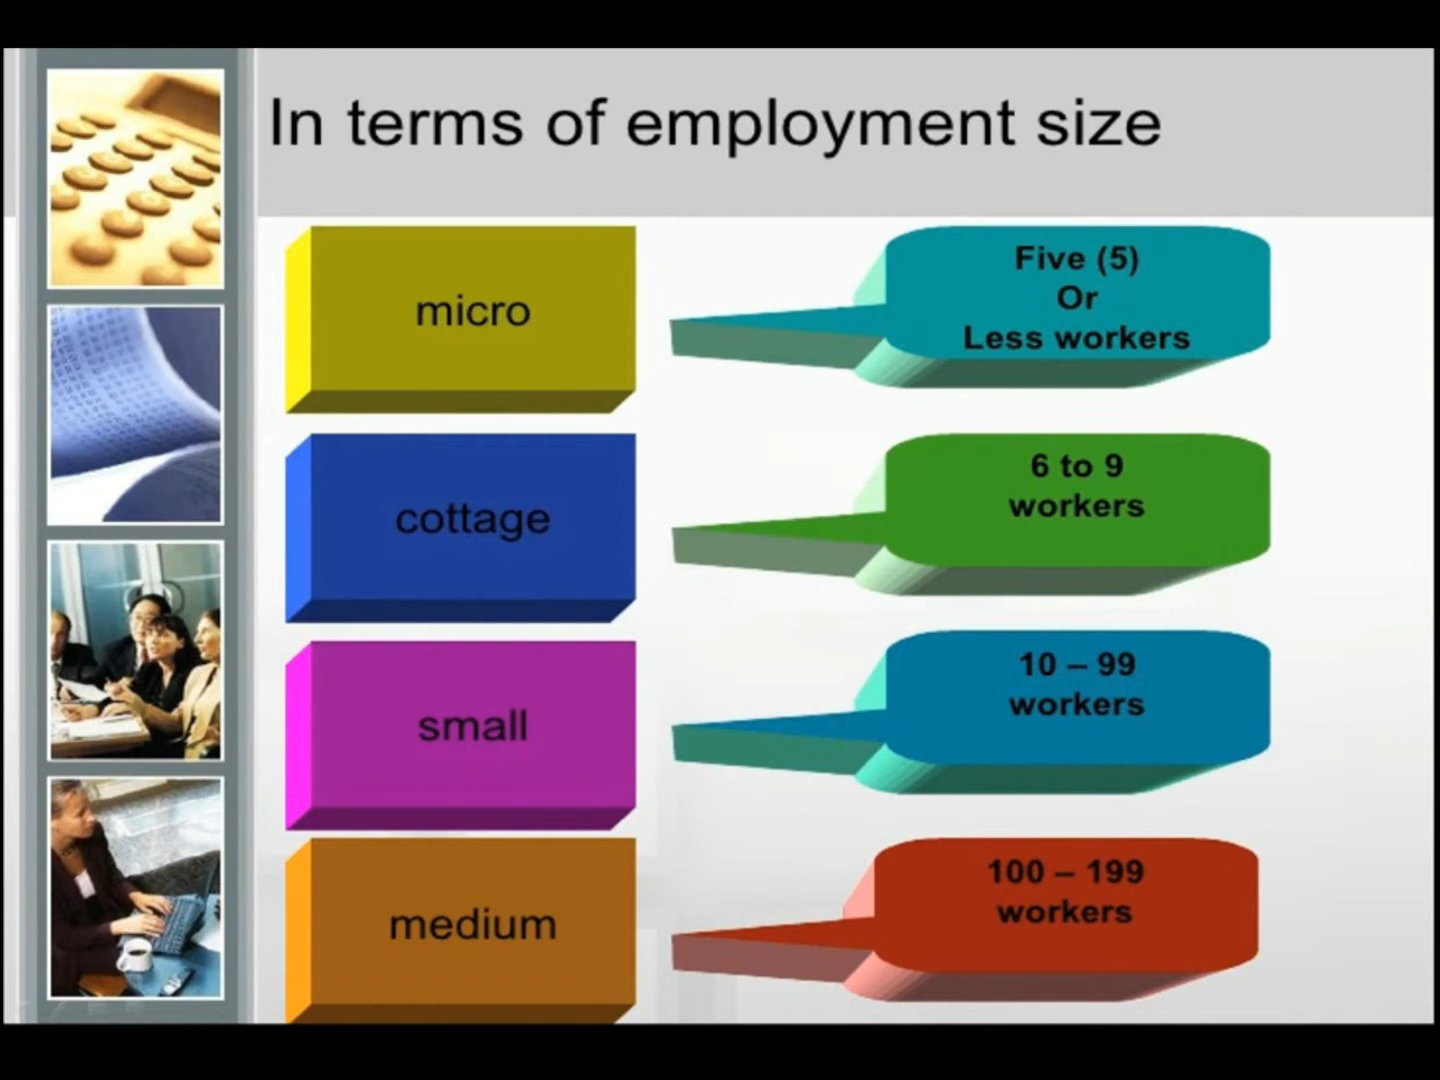 In terms of employment size
micro
Five (5)
Or
Less workers
cottage
6 to 9
workers
small
10 – 99
workers
medium
100 – 199
workers